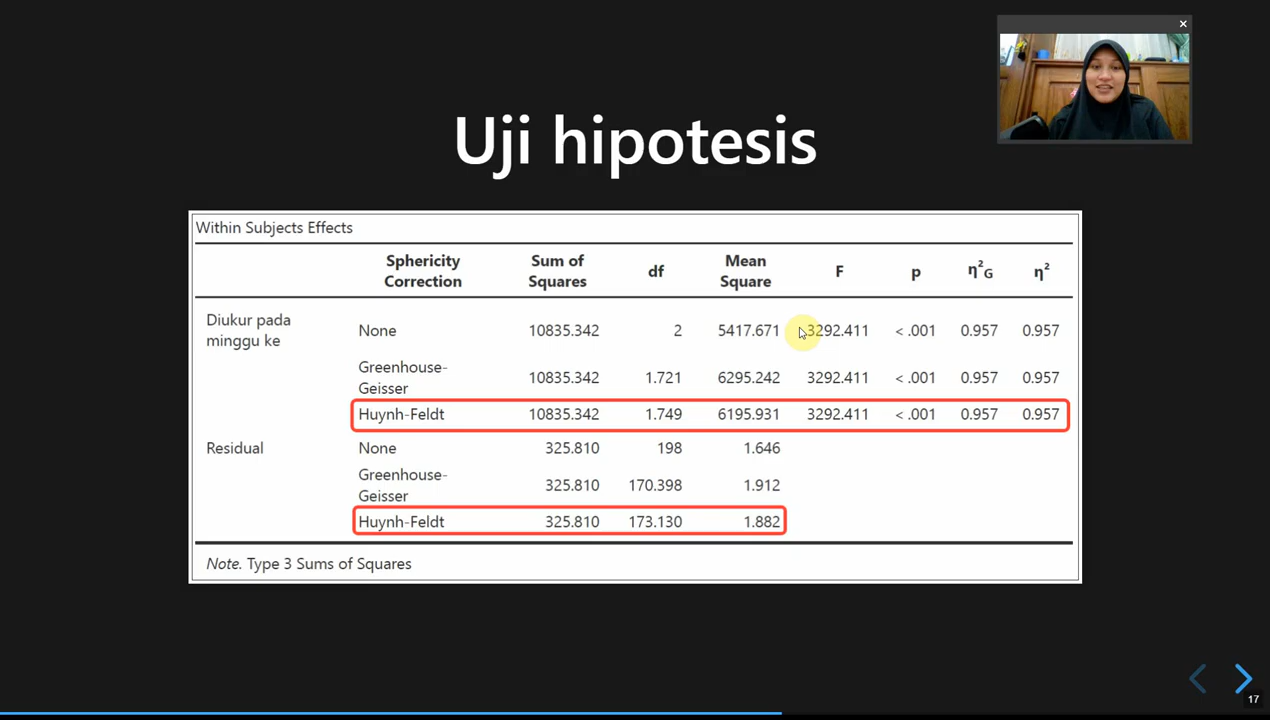 Uji hipotesis
Within Subjects Effects
Sphericity Correction Sum of Squares df Mean Square F p η²G η²
Diukur pada minggu ke None 10835.342 2 5417.671 3292.411 < .001 0.957 0.957
Greenhouse-Geisser 10835.342 1.721 6295.242 3292.411 < .001 0.957 0.957
Huynh-Feldt 10835.342 1.749 6195.931 3292.411 < .001 0.957 0.957
Residual None 325.810 198 1.646
Greenhouse-Geisser 325.810 170.398 1.912
Huynh-Feldt 325.810 173.130 1.882
Note. Type 3 Sums of Squares
17